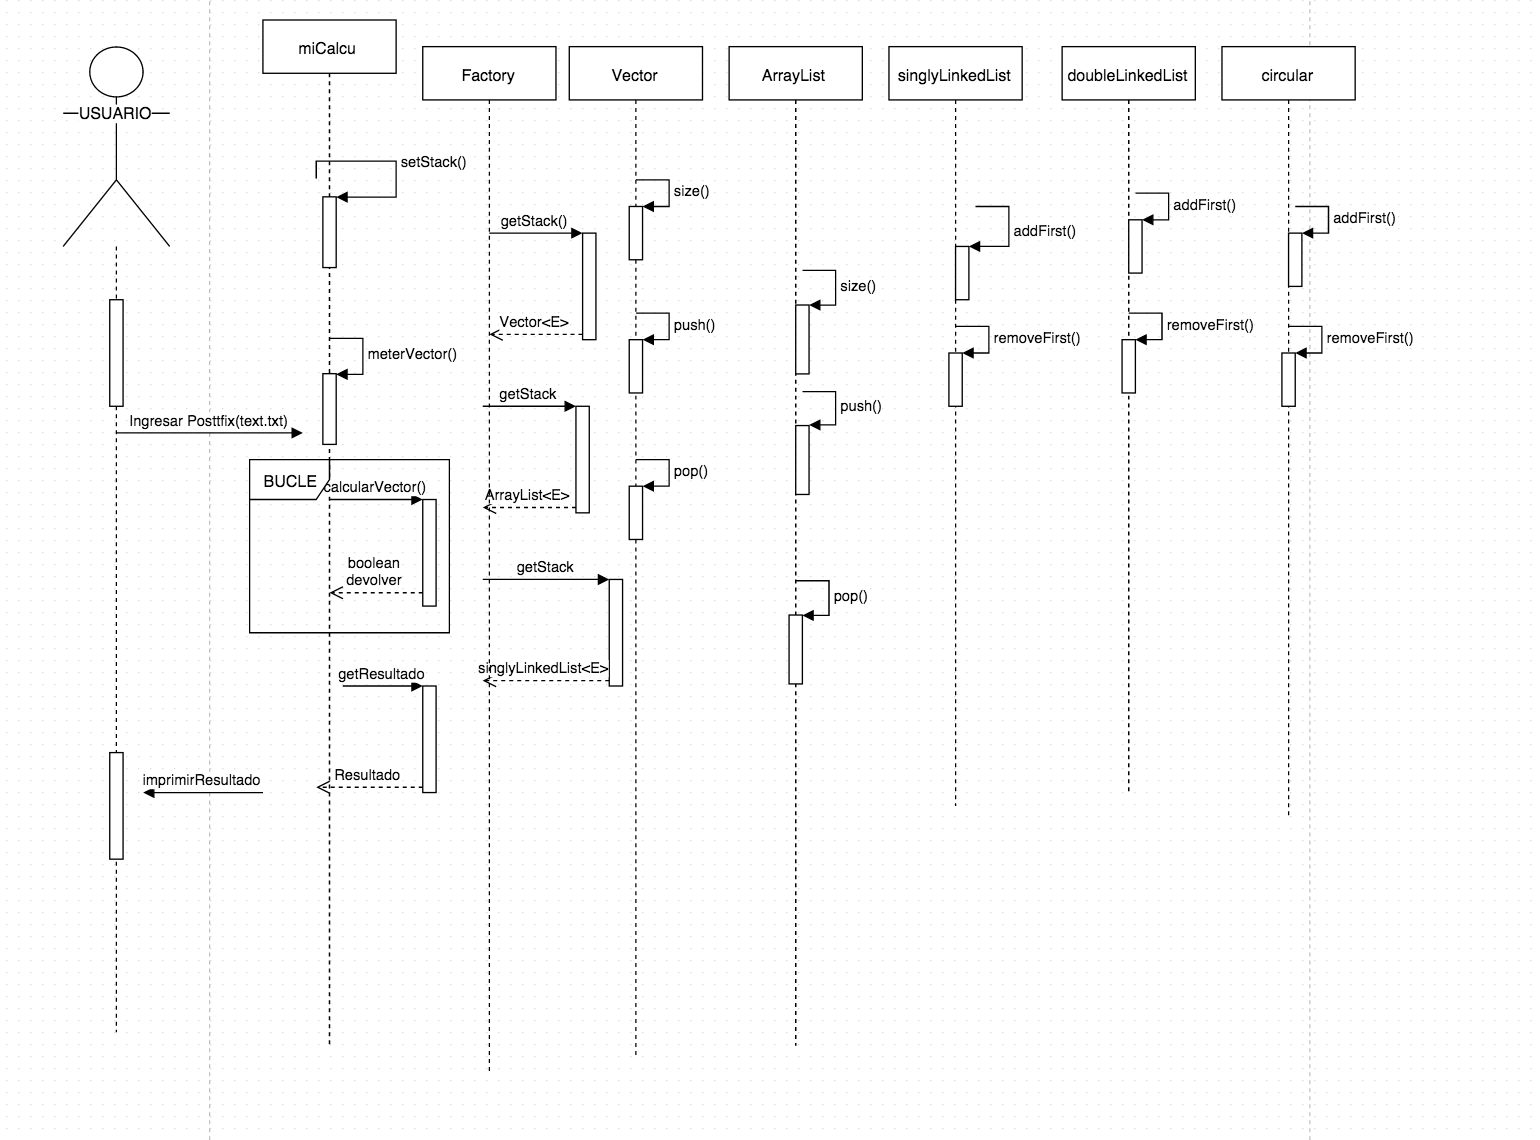 miCalcu
Factory
Vector
ArrayList
singlyLinkedList
doubleLinkedList
circular
USUARIO
setStack()
size()
addFirst()
addFirst()
getStack()
addFirst()
size()
Vector<E>
push()
removeFirst()
removeFirst()
removeFirst()
meterVector()
getStack
push()
Ingresar Posttfix(text.txt)
BUCLE
calcularVector()
ArrayList<E>
pop()
boolean
devolver
getStack
pop()
getResultado
singlyLinkedList<E>
imprimirResultado
Resultado